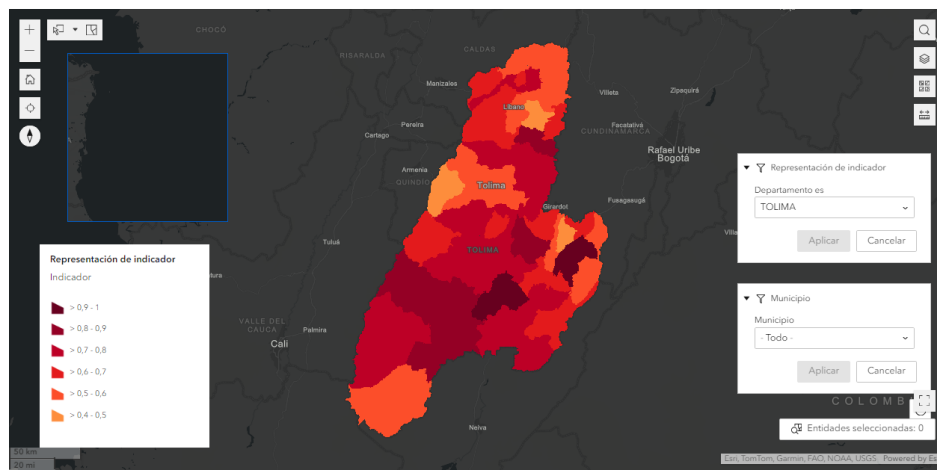 CHOCÓ
RISARALDA
CALDAS
Manizales
Líbano
Villeta
Zipaquirá
Pereira
Cartago
Facatativá
CUNDINAMARCA
Rafael Uribe
Bogotá
Armenia
QUINDIO
Tolima
Girardot
Fusagasugá
Tuluá
TOLIMA
VALLE DEL
CAUCA
Palmira
Cali
Neiva
COLOMB
Representación de indicador
Departamento es
TOLIMA
Aplicar
Cancelar
Municipio
Municipio
- Todo -
Aplicar
Cancelar
Entidades seleccionadas: 0
Representación de indicador
Indicador
> 0,9 - 1
> 0,8 - 0,9
> 0,7 - 0,8
> 0,6 - 0,7
> 0,5 - 0,6
> 0,4 - 0,5
50 km
20 mi
Esri, TomTom, Garmin, FAO, NOAA, USGS. Powered by Es